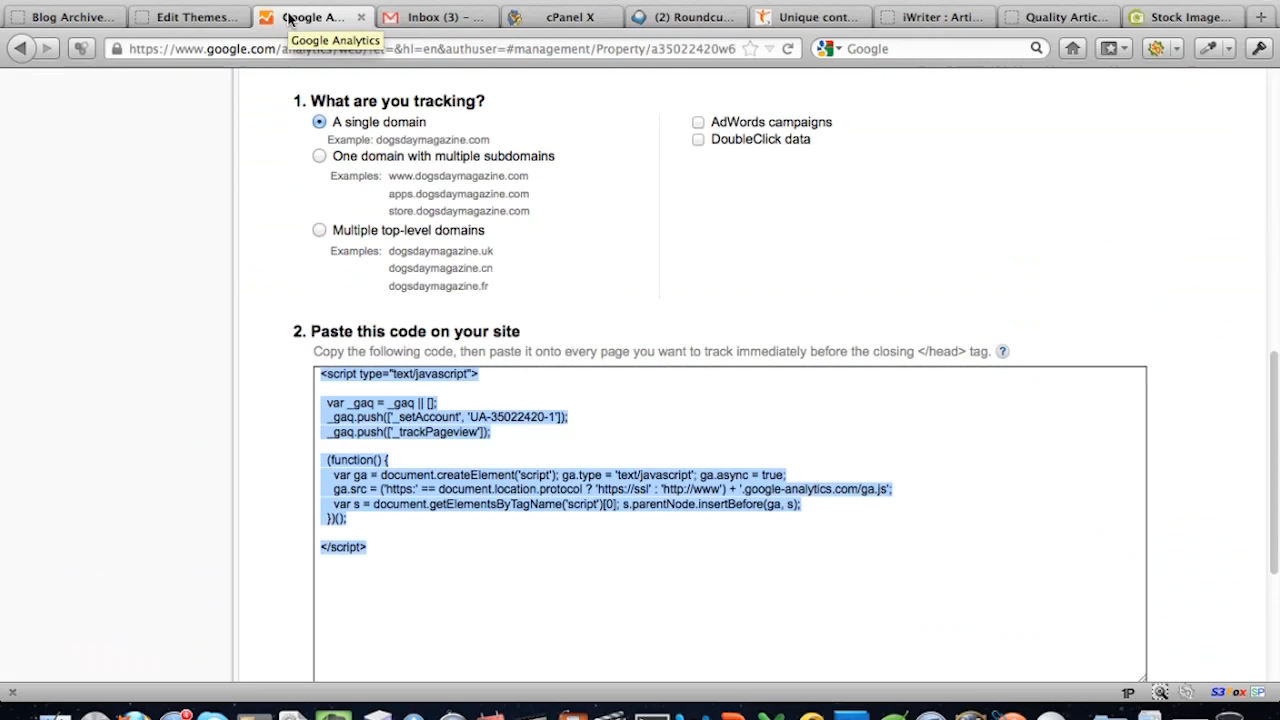 Blog Archive...
Edit Themes...
Google A...
Inbox (3) - ...
cPanel X
(2) Roundcu...
Unique cont...
iWriter : Arti...
Quality Artic...
Stock Image...
Google Analytics
https://www.google.com/analytics/web/?et=&hl=en&authuser=#management/Property/a35022420w6
Google
1. What are you tracking?
A single domain
Example: dogsdaymagazine.com
One domain with multiple subdomains
Examples: www.dogsdaymagazine.com
apps.dogsdaymagazine.com
store.dogsdaymagazine.com
Multiple top-level domains
Examples: dogsdaymagazine.uk
dogsdaymagazine.cn
dogsdaymagazine.fr
AdWords campaigns
DoubleClick data
2. Paste this code on your site
Copy the following code, then paste it onto every page you want to track immediately before the closing </head> tag. ?
<script type="text/javascript">
var _gaq = _gaq || [];
_gaq.push(['_setAccount', 'UA-35022420-1']);
_gaq.push(['_trackPageview']);
(function() {
var ga = document.createElement('script'); ga.type = 'text/javascript'; ga.async = true;
ga.src = ('https:' == document.location.protocol ? 'https://ssl' : 'http://www') + '.google-analytics.com/ga.js';
var s = document.getElementsByTagName('script')[0]; s.parentNode.insertBefore(ga, s);
})();
</script>
1P
S3Fox
SP